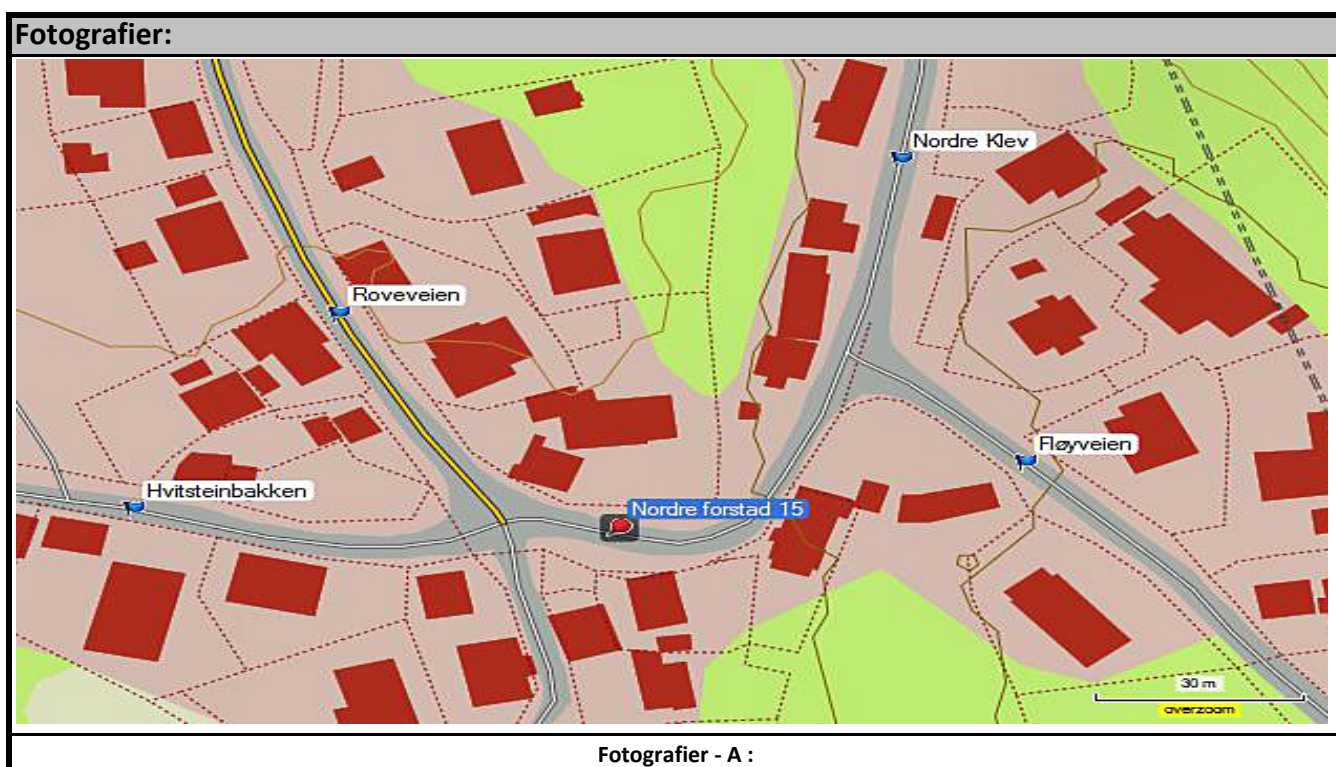 Fotografier:
Nordre Klev
Roveveien
Fløyveien
Hvitsteinbakken
Nordre forstad 15
30 m
overzoom
Fotografier - A :